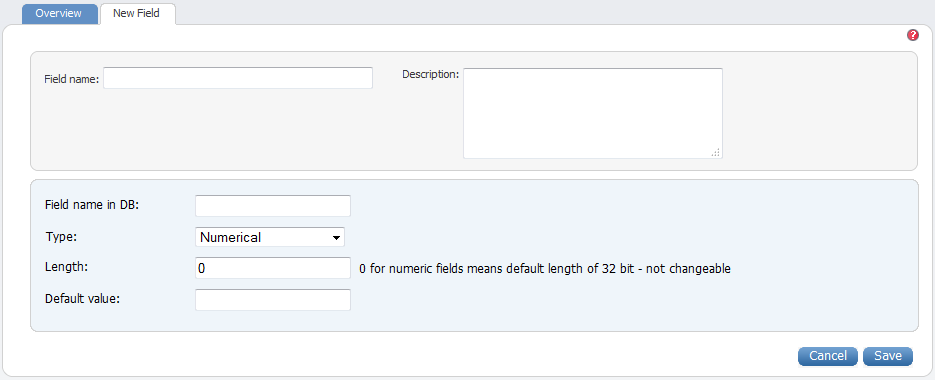 Overview New Field
?
Field name: Description:
Field name in DB:
Type: Numerical
Length: 0 0 for numeric fields means default length of 32 bit - not changeable
Default value:
Cancel Save